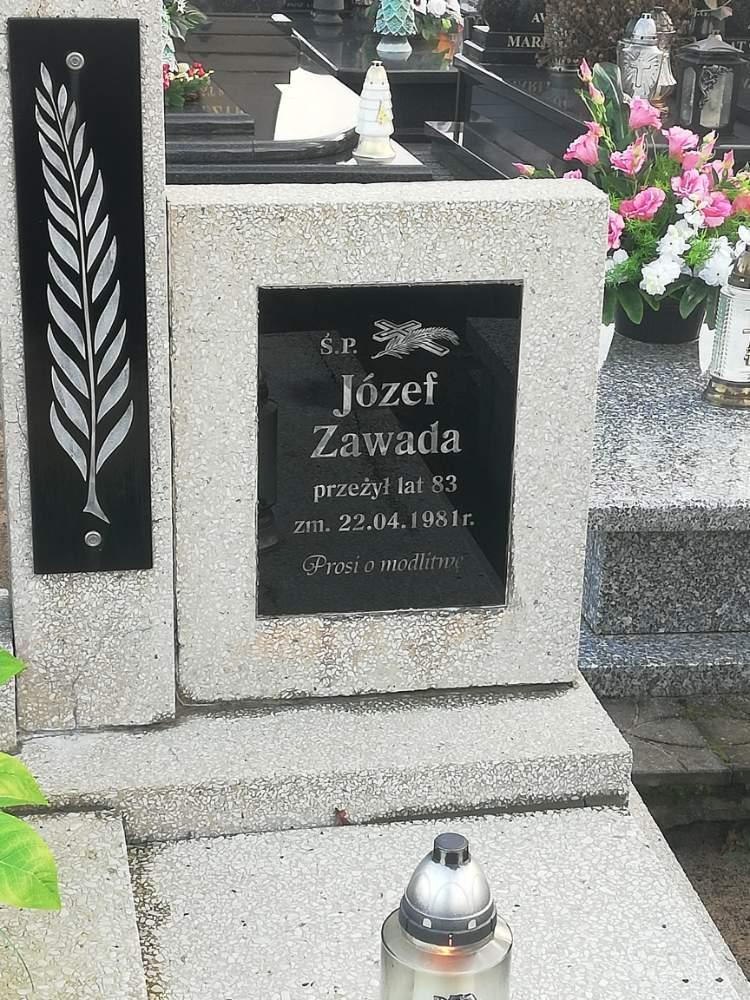 Ś.P.
Józef
Zawada
przeżył lat 83
zm. 22.04.1981r.
Prosi o modlitwę